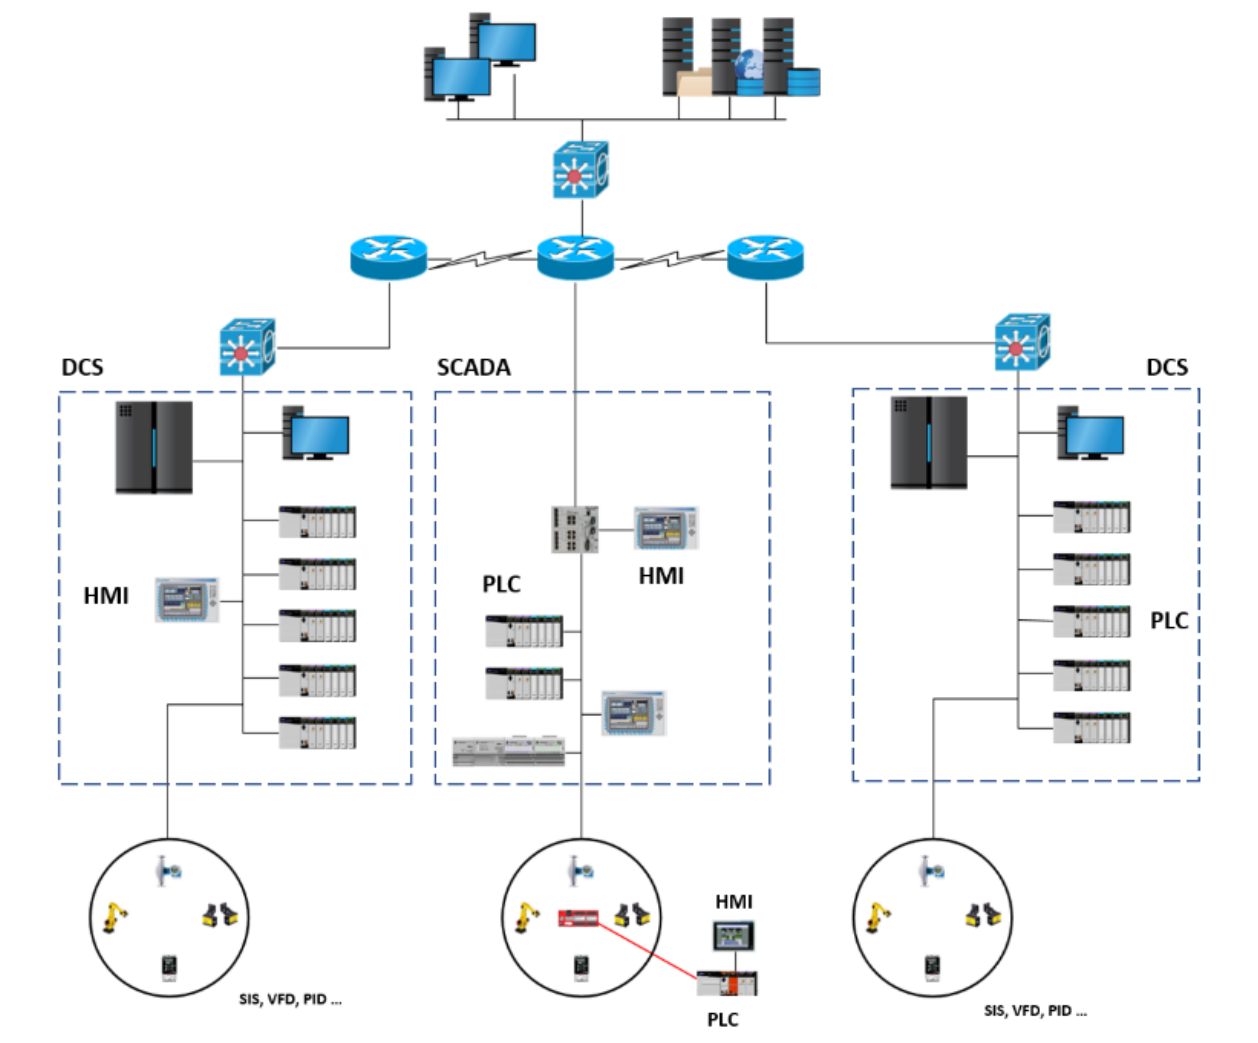 DCS
SCADA
DCS
HMI
PLC
HMI
PLC
HMI
PLC
SIS, VFD, PID ...
SIS, VFD, PID ...